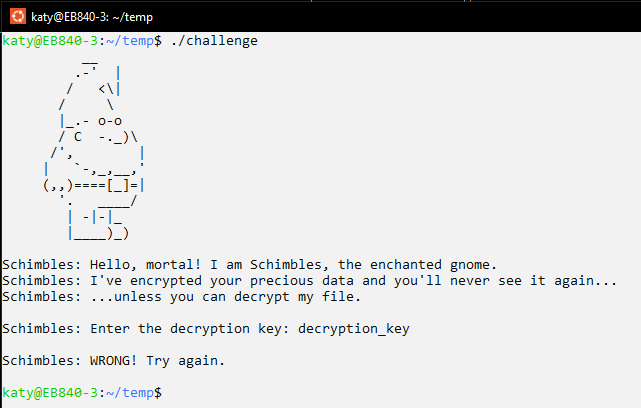 katy@EB840-3: ~/temp
katy@EB840-3:~/temp$ ./challenge
            __
         .-'  |
        /   <\|
       /     \
       |_.- o-o
       / C  -._)\
      /',        |
     |   `-,_,__,'
     (,,)====[_]=|
       '.   ____/
        | -|-|_
        |____)_)
Schimbles: Hello, mortal! I am Schimbles, the enchanted gnome.
Schimbles: I've encrypted your precious data and you'll never see it again...
Schimbles: ...unless you can decrypt my file.
Schimbles: Enter the decryption key: decryption_key
Schimbles: WRONG! Try again.
katy@EB840-3:~/temp$